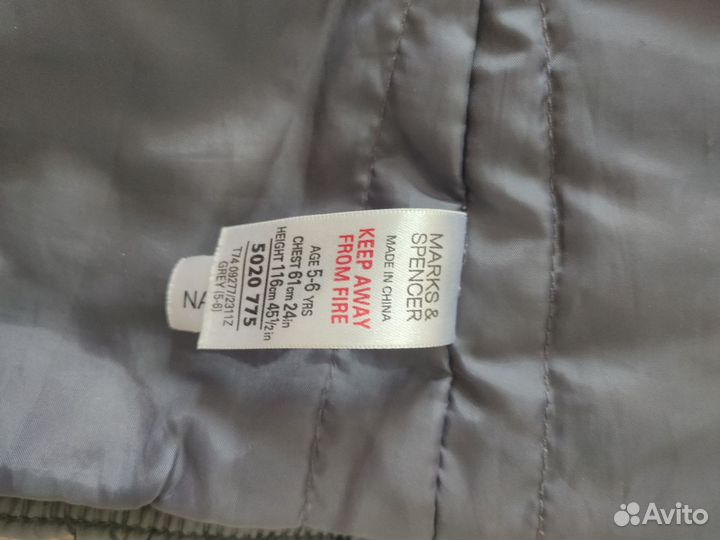 MARKS &
SPENCER
MADE IN CHINA
KEEP AWAY
FROM FIRE
AGE 5-6 YRS
CHEST 61cm 24in
HEIGHT 116cm 45½in
5020 775
T74 09277/2311Z
GREY (5-6)
NA
Avito